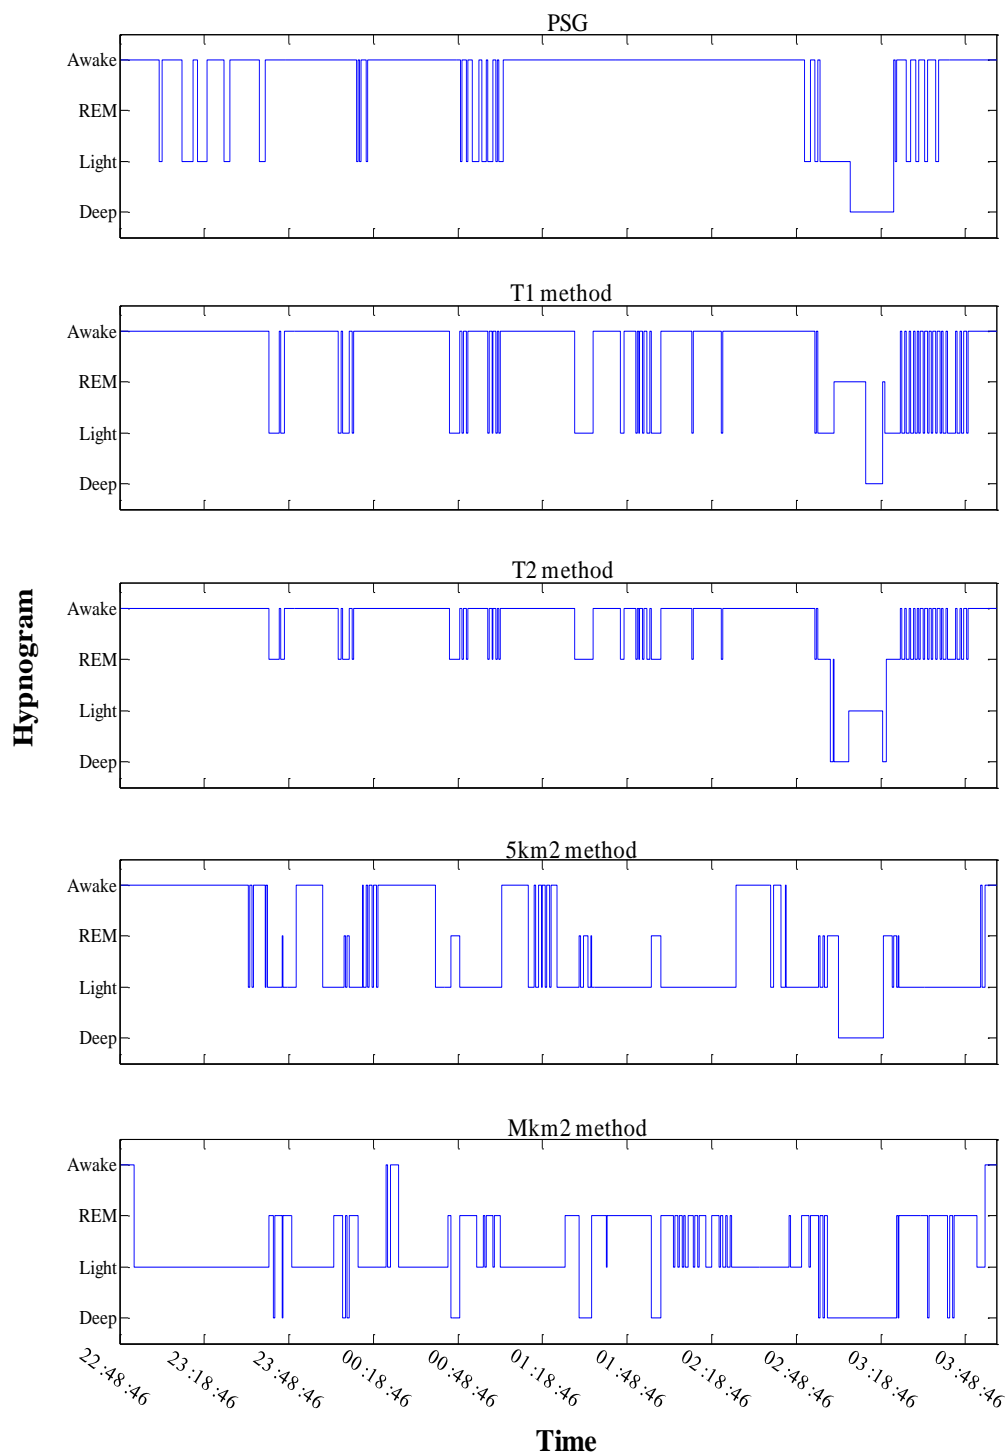 PSG
Awake
REM
Light
Deep
T1 method
Awake
REM
Light
Deep
T2 method
Awake
REM
Light
Deep
5km2 method
Awake
REM
Light
Deep
Mkm2 method
Awake
REM
Light
Deep
Hypnogram
22:48:46
23:18:46
23:48:46
00:18:46
00:48:46
01:18:46
01:48:46
02:18:46
02:48:46
03:18:46
03:48:46
Time